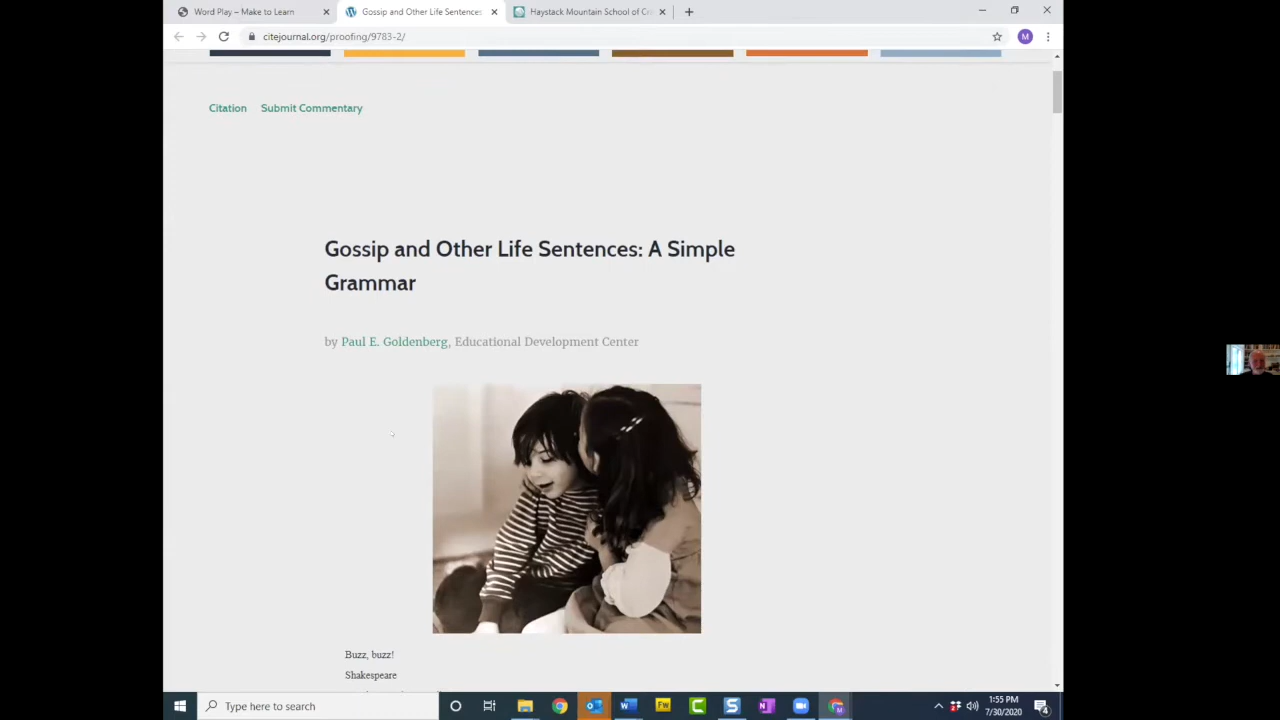 Word Play – Make to Learn
Gossip and Other Life Sentences:
Haystack Mountain School of Cr
citejournal.org/proofing/9783-2/
M
Citation Submit Commentary
Gossip and Other Life Sentences: A Simple
Grammar
by Paul E. Goldenberg, Educational Development Center
Buzz, buzz!
Shakespeare
Type here to search
Fw
1:55 PM
7/30/2020
4